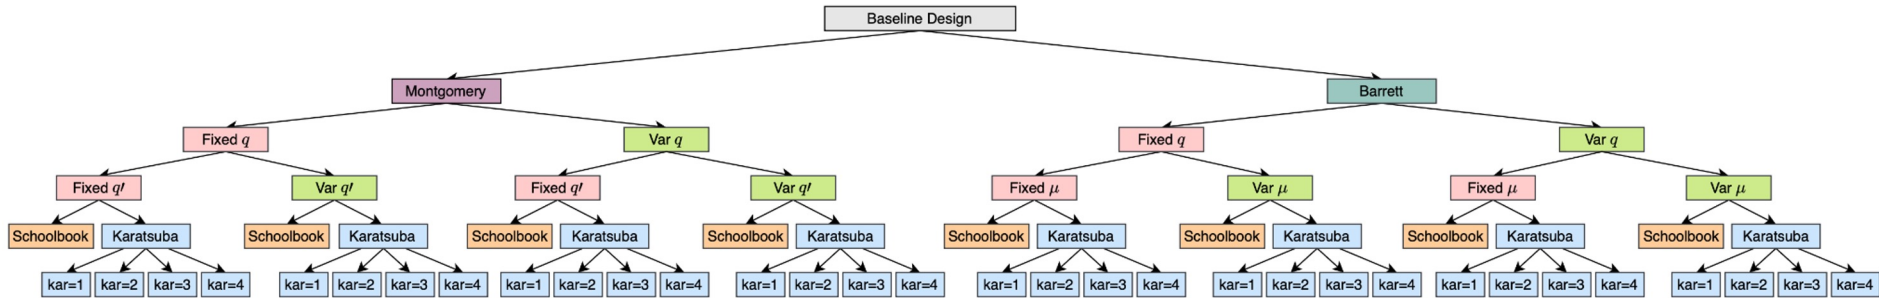 Baseline Design
Montgomery Barrett
Fixed q Var q Fixed q Var q
Fixed q′ Var q′ Fixed q′ Var q′ Fixed μ Var μ Fixed μ Var μ
Schoolbook Karatsuba Schoolbook Karatsuba Schoolbook Karatsuba Schoolbook Karatsuba Schoolbook Karatsuba Schoolbook Karatsuba Schoolbook Karatsuba Schoolbook Karatsuba
kar=1 kar=2 kar=3 kar=4 kar=1 kar=2 kar=3 kar=4 kar=1 kar=2 kar=3 kar=4 kar=1 kar=2 kar=3 kar=4 kar=1 kar=2 kar=3 kar=4 kar=1 kar=2 kar=3 kar=4 kar=1 kar=2 kar=3 kar=4 kar=1 kar=2 kar=3 kar=4